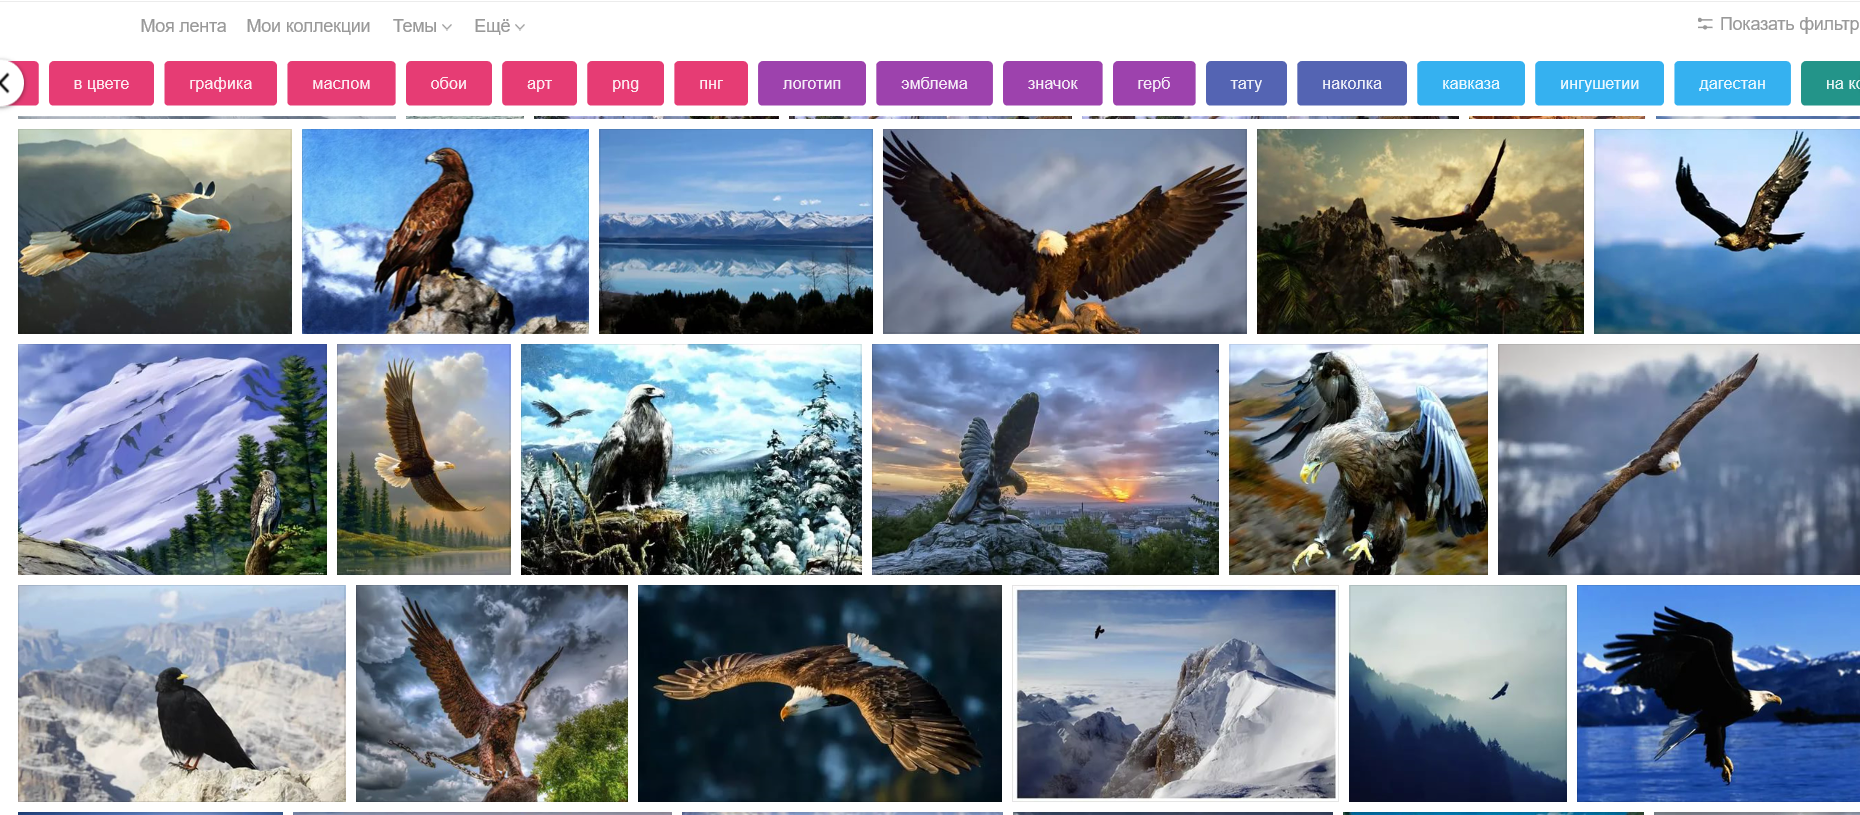 Моя лента Мои коллекции Темы Ещё Показать фильтр
в цвете графика маслом обои арт png пнг логотип эмблема значок герб тату наколка кавказа ингушетии дагестан на ко